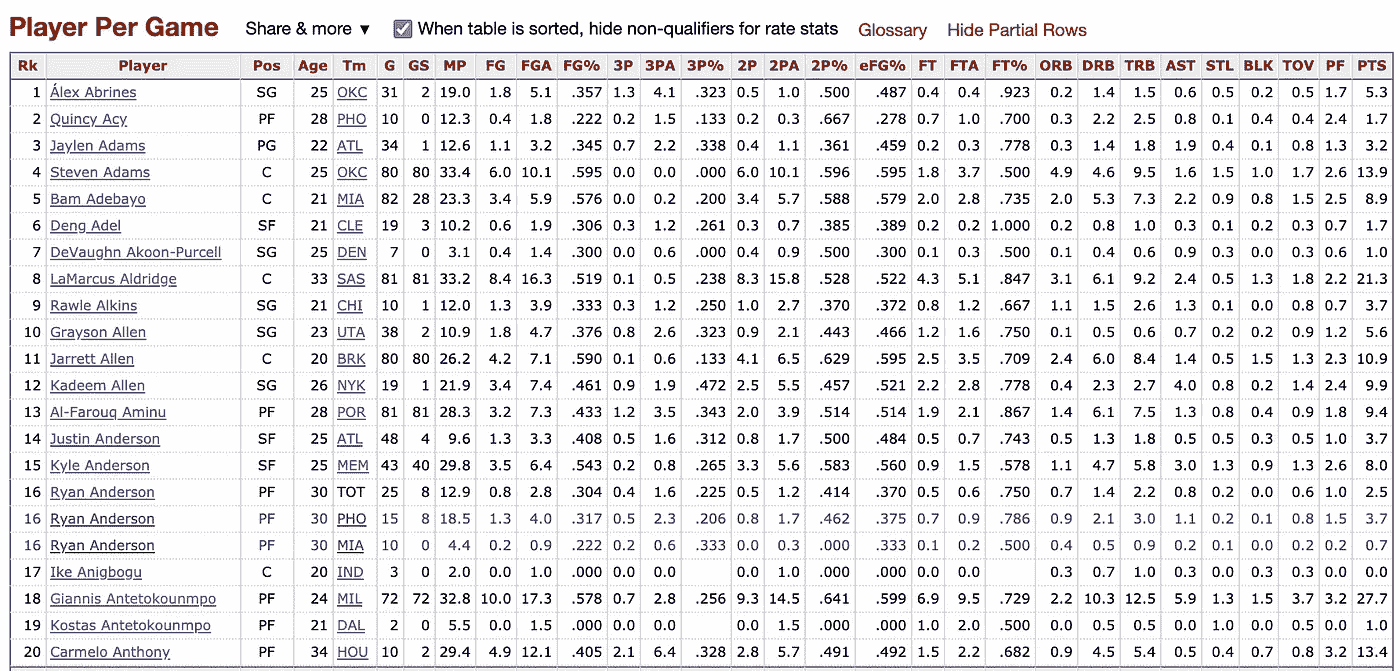 Player Per Game Share & more ▼ When table is sorted, hide non-qualifiers for rate stats Glossary Hide Partial Rows
Rk Player Pos Age Tm G GS MP FG FGA FG% 3P 3PA 3P% 2P 2PA 2P% eFG% FT FTA FT% ORB DRB TRB AST STL BLK TOV PF PTS
1 Álex Abrines SG 25 OKC 31 2 19.0 1.8 5.1 .357 1.3 4.1 .323 0.5 1.0 .500 .487 0.4 0.4 .923 0.2 1.4 1.5 0.6 0.5 0.2 0.5 1.7 5.3
2 Quincy Acy PF 28 PHO 10 0 12.3 0.4 1.8 .222 0.2 1.5 .133 0.2 0.3 .667 .278 0.7 1.0 .700 0.3 2.2 2.5 0.8 0.1 0.4 0.4 2.4 1.7
3 Jaylen Adams PG 22 ATL 34 1 12.6 1.1 3.2 .345 0.7 2.2 .338 0.4 1.1 .361 .459 0.2 0.3 .778 0.3 1.4 1.8 1.9 0.4 0.1 0.8 1.3 3.2
4 Steven Adams C 25 OKC 80 80 33.4 6.0 10.1 .595 0.0 0.0 .000 6.0 10.1 .596 .595 1.8 3.7 .500 4.9 4.6 9.5 1.6 1.5 1.0 1.7 2.6 13.9
5 Bam Adebayo C 21 MIA 82 28 23.3 3.4 5.9 .576 0.0 0.2 .200 3.4 5.7 .588 .579 2.0 2.8 .735 2.0 5.3 7.3 2.2 0.9 0.8 1.5 2.5 8.9
6 Deng Adel SF 21 CLE 19 3 10.2 0.6 1.9 .306 0.3 1.2 .261 0.3 0.7 .385 .389 0.2 0.2 1.000 0.2 0.8 1.0 0.3 0.1 0.2 0.3 0.7 1.7
7 DeVaughn Akoon-Purcell SG 25 DEN 7 0 3.1 0.4 1.4 .300 0.0 0.6 .000 0.4 0.9 .500 .300 0.1 0.3 .500 0.1 0.4 0.6 0.9 0.3 0.0 0.3 0.6 1.0
8 LaMarcus Aldridge C 33 SAS 81 81 33.2 8.4 16.3 .519 0.1 0.5 .238 8.3 15.8 .528 .522 4.3 5.1 .847 3.1 6.1 9.2 2.4 0.5 1.3 1.8 2.2 21.3
9 Rawle Alkins SG 21 CHI 10 1 12.0 1.3 3.9 .333 0.3 1.2 .250 1.0 2.7 .370 .372 0.8 1.2 .667 1.1 1.5 2.6 1.3 0.1 0.0 0.8 0.7 3.7
10 Grayson Allen SG 23 UTA 38 2 10.9 1.8 4.7 .376 0.8 2.6 .323 0.9 2.1 .443 .466 1.2 1.6 .750 0.1 0.5 0.6 0.7 0.2 0.2 0.9 1.2 5.6
11 Jarrett Allen C 20 BRK 80 80 26.2 4.2 7.1 .590 0.1 0.6 .133 4.1 6.5 .629 .595 2.5 3.5 .709 2.4 6.0 8.4 1.4 0.5 1.5 1.3 2.3 10.9
12 Kadeem Allen SG 26 NYK 19 1 21.9 3.4 7.4 .461 0.9 1.9 .472 2.5 5.5 .457 .521 2.2 2.8 .778 0.4 2.3 2.7 4.0 0.8 0.2 1.4 2.4 9.9
13 Al-Farouq Aminu PF 28 POR 81 81 28.3 3.2 7.3 .433 1.2 3.5 .343 2.0 3.9 .514 .514 1.9 2.1 .867 1.4 6.1 7.5 1.3 0.8 0.4 0.9 1.8 9.4
14 Justin Anderson SF 25 ATL 48 4 9.6 1.3 3.3 .408 0.5 1.6 .312 0.8 1.7 .500 .484 0.5 0.7 .743 0.5 1.3 1.8 0.5 0.5 0.3 0.5 1.0 3.7
15 Kyle Anderson SF 25 MEM 43 40 29.8 3.5 6.4 .543 0.2 0.8 .265 3.3 5.6 .583 .560 0.9 1.5 .578 1.1 4.7 5.8 3.0 1.3 0.9 1.3 2.6 8.0
16 Ryan Anderson PF 30 TOT 25 8 12.9 0.8 2.8 .304 0.4 1.6 .225 0.5 1.2 .414 .370 0.5 0.6 .750 0.7 1.4 2.2 0.8 0.2 0.0 0.6 1.0 2.5
16 Ryan Anderson PF 30 PHO 15 8 18.5 1.3 4.0 .317 0.5 2.3 .206 0.8 1.7 .462 .375 0.7 0.9 .786 0.9 2.1 3.0 1.1 0.2 0.1 0.8 1.5 3.7
16 Ryan Anderson PF 30 MIA 10 0 4.4 0.2 0.9 .222 0.2 0.6 .333 0.0 0.3 .000 .333 0.1 0.2 .500 0.4 0.5 0.9 0.2 0.1 0.0 0.2 0.2 0.7
17 Ike Anigbogu C 20 IND 3 0 2.0 0.0 1.0 .000 0.0 0.0 0.0 1.0 .000 .000 0.0 0.0 0.3 0.7 1.0 0.3 0.0 0.3 0.3 0.0 0.0
18 Giannis Antetokounmpo PF 24 MIL 72 72 32.8 10.0 17.3 .578 0.7 2.8 .256 9.3 14.5 .641 .599 6.9 9.5 .729 2.2 10.3 12.5 5.9 1.3 1.5 3.7 3.2 27.7
19 Kostas Antetokounmpo PF 21 DAL 2 0 5.5 0.0 1.5 .000 0.0 0.0 0.0 1.5 .000 .000 1.0 2.0 .500 0.0 0.5 0.5 0.0 1.0 0.0 0.5 0.0 1.0
20 Carmelo Anthony PF 34 HOU 10 2 29.4 4.9 12.1 .405 2.1 6.4 .328 2.8 5.7 .491 .492 1.5 2.2 .682 0.9 4.5 5.4 0.5 0.4 0.7 0.8 3.2 13.4